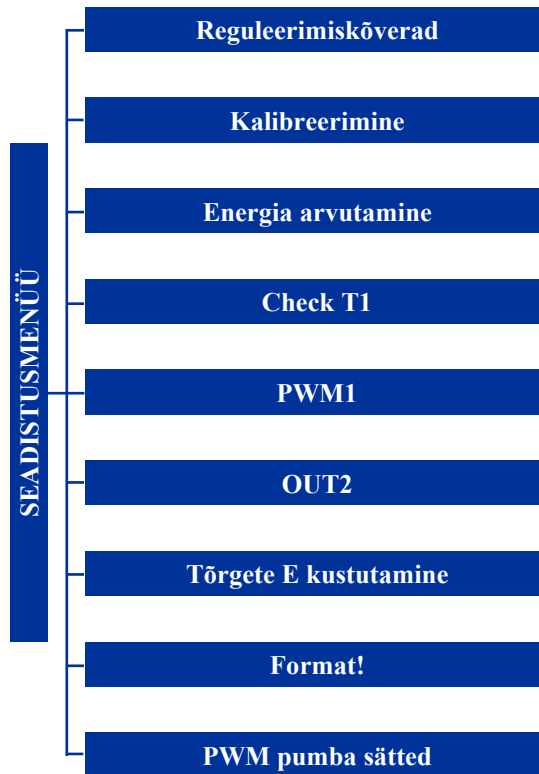 SEADISTUSMENÜÜ
Reguleerimiskõverad
Kalibreerimine
Energia arvutamine
Check T1
PWM1
OUT2
Tõrgete E kustutamine
Format!
PWM pumba sätted